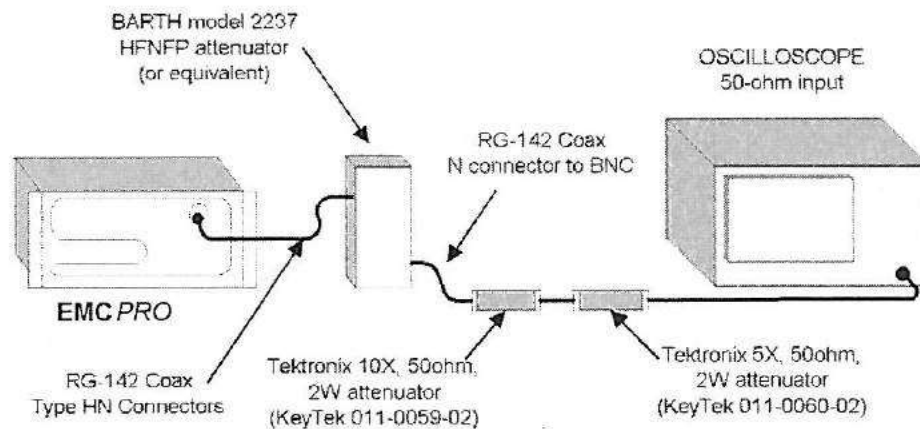 BARTH model 2237
HFNFP attenuator
(or equivalent)
OSCILLOSCOPE
50-ohm input
RG-142 Coax
N connector to BNC
EMCPRO
RG-142 Coax
Type HN Connectors
Tektronix 10X, 50ohm,
2W attenuator
(KeyTek 011-0059-02)
Tektronix 5X, 50ohm,
2W attenuator
(KeyTek 011-0060-02)